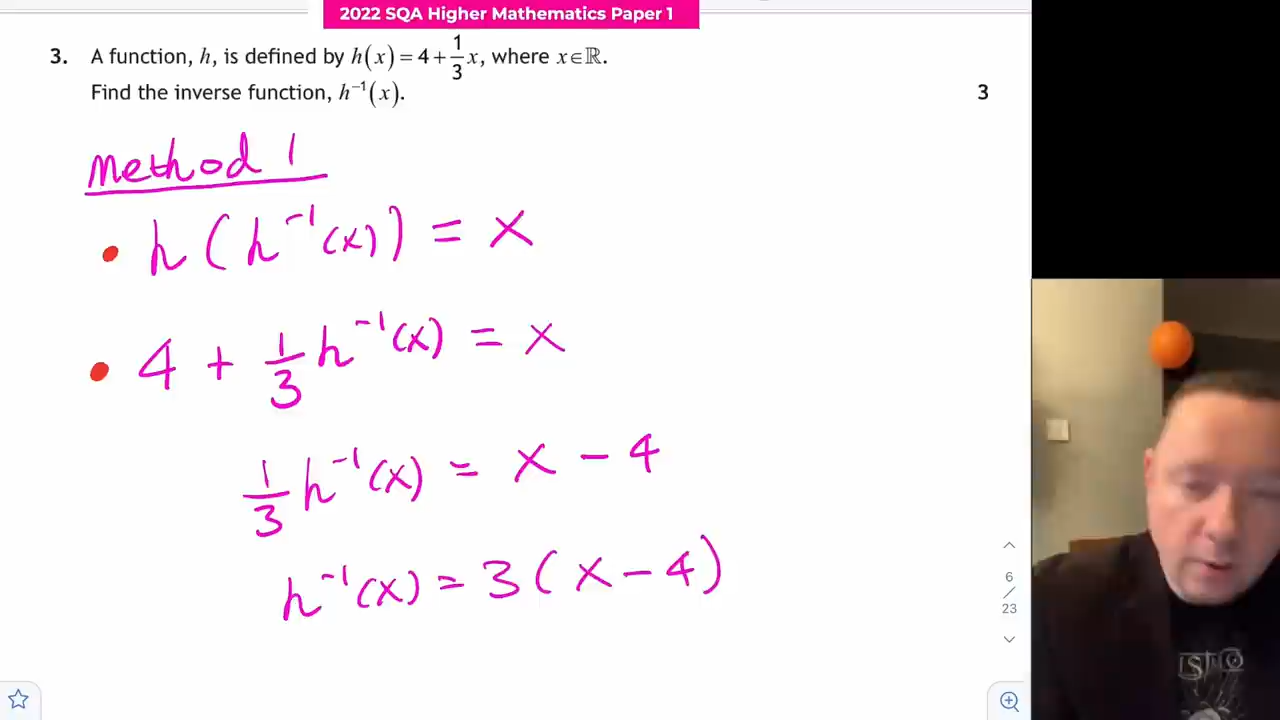 2022 SQA Higher Mathematics Paper 1
3. A function, h, is defined by h(x) = 4 + 1/3 x, where x∈ℝ.
Find the inverse function, h⁻¹(x). 3
Method 1
• h(h⁻¹(x)) = x
• 4 + 1/3 h⁻¹(x) = x
1/3 h⁻¹(x) = x - 4
h⁻¹(x) = 3(x - 4)
6
/
23